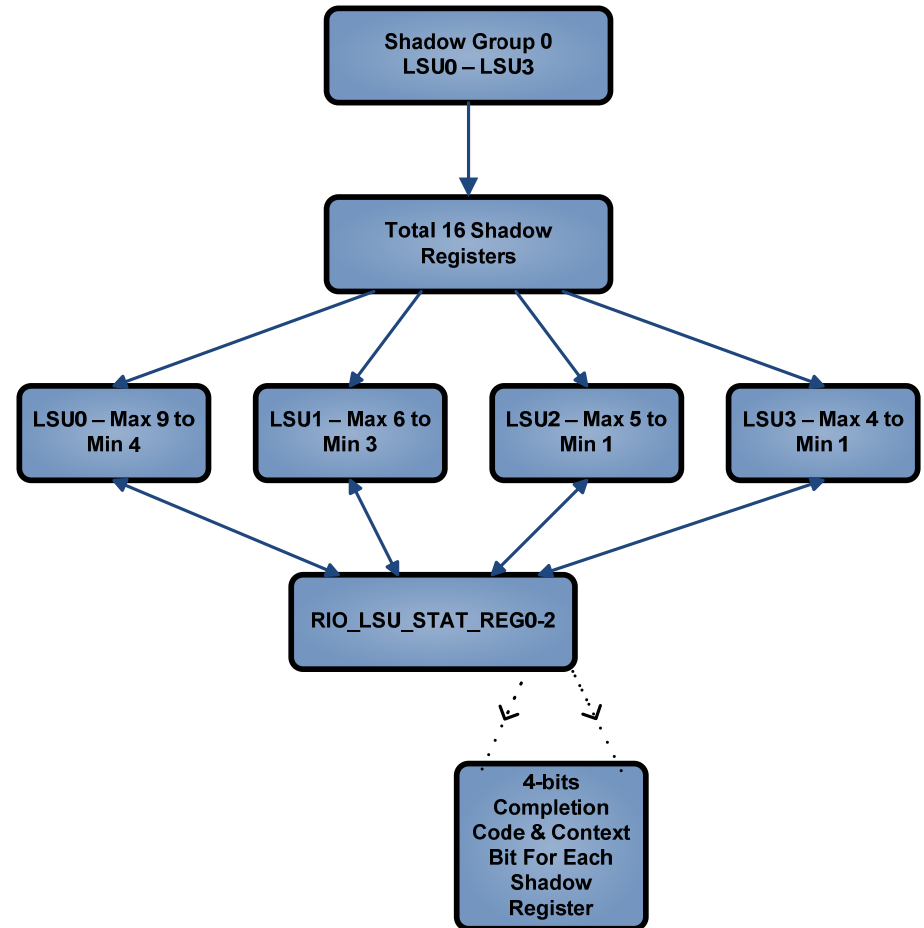 Shadow Group 0
LSU0 – LSU3
Total 16 Shadow
Registers
LSU0 – Max 9 to
Min 4
LSU1 – Max 6 to
Min 3
LSU2 – Max 5 to
Min 1
LSU3 – Max 4 to
Min 1
RIO_LSU_STAT_REG0-2
4-bits
Completion
Code & Context
Bit For Each
Shadow
Register